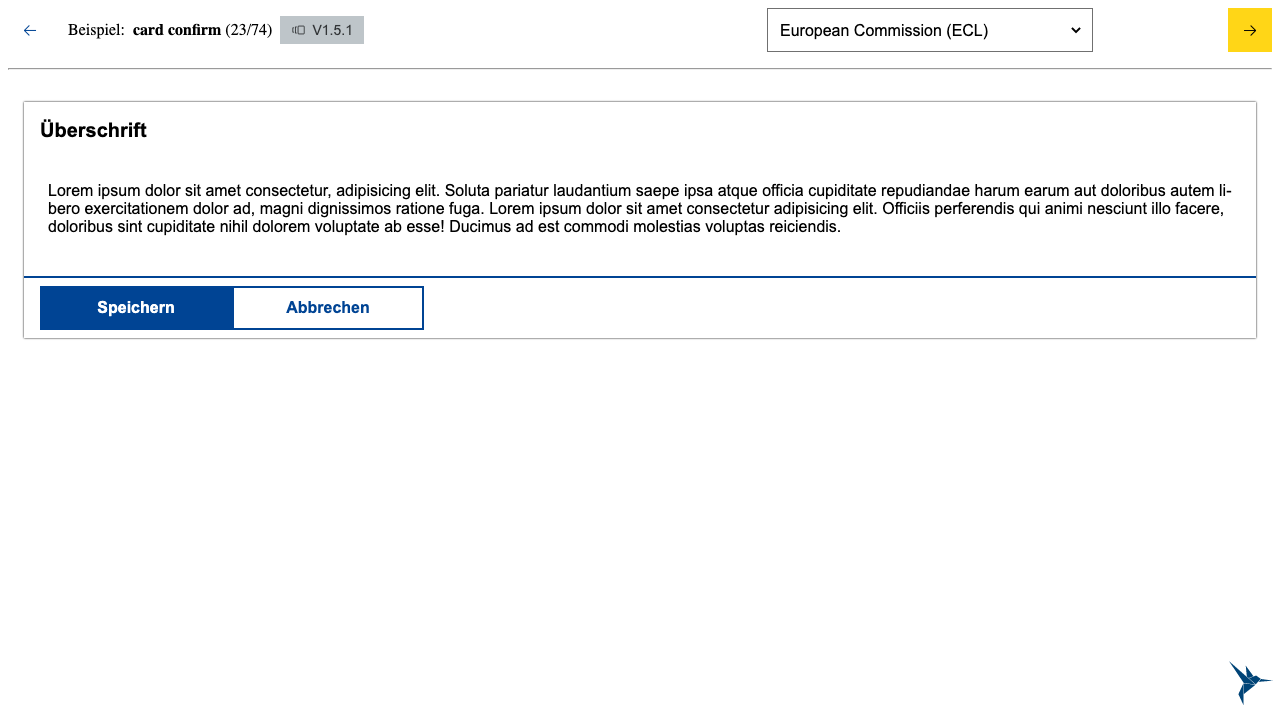 Beispiel: card confirm (23/74) V1.5.1 European Commission (ECL)
Überschrift
Lorem ipsum dolor sit amet consectetur, adipisicing elit. Soluta pariatur laudantium saepe ipsa atque officia cupiditate repudiandae harum earum aut doloribus autem li-
bero exercitationem dolor ad, magni dignissimos ratione fuga. Lorem ipsum dolor sit amet consectetur adipisicing elit. Officiis perferendis qui animi nesciunt illo facere,
doloribus sint cupiditate nihil dolorem voluptate ab esse! Ducimus ad est commodi molestias voluptas reiciendis.
Speichern Abbrechen